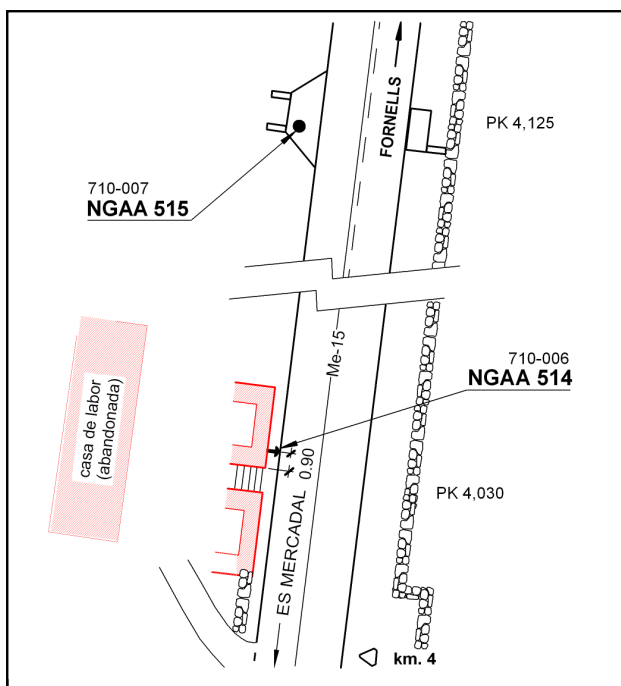 FORNELLS
PK 4,125
710-007
NGAA 515
Me-15
710-006
NGAA 514
casa de labor
(abandonada)
0.90
PK 4,030
ES MERCADAL
km. 4